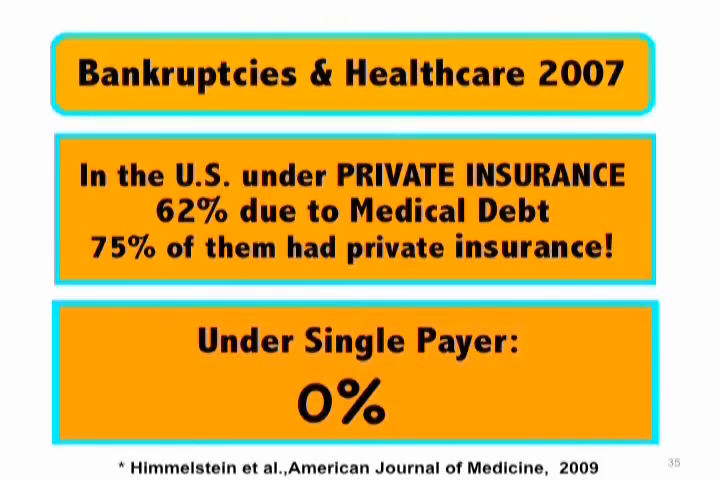 Bankruptcies & Healthcare 2007
In the U.S. under PRIVATE INSURANCE
62% due to Medical Debt
75% of them had private insurance!
Under Single Payer:
0%
* Himmelstein et al.,American Journal of Medicine, 2009
35